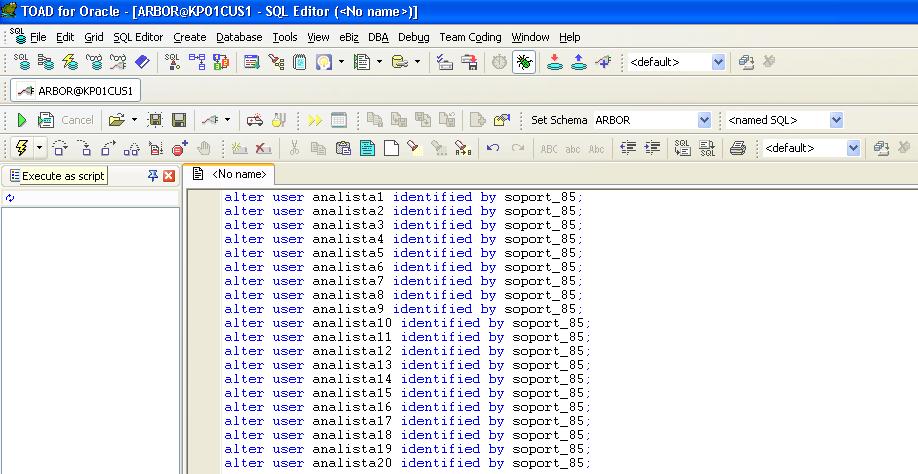 TOAD for Oracle - [ARBOR@KP01CUS1 - SQL Editor (<No name>)]
File Edit Grid SQL Editor Create Database Tools View eBiz DBA Debug Team Coding Window Help
<default>
ARBOR@KP01CUS1
Cancel Set Schema ARBOR <named SQL>
ABC abc Abc SQL SQL <default>
Execute as script <No name>
alter user analista1 identified by soport_85;
alter user analista2 identified by soport_85;
alter user analista3 identified by soport_85;
alter user analista4 identified by soport_85;
alter user analista5 identified by soport_85;
alter user analista6 identified by soport_85;
alter user analista7 identified by soport_85;
alter user analista8 identified by soport_85;
alter user analista9 identified by soport_85;
alter user analista10 identified by soport_85;
alter user analista11 identified by soport_85;
alter user analista12 identified by soport_85;
alter user analista13 identified by soport_85;
alter user analista14 identified by soport_85;
alter user analista15 identified by soport_85;
alter user analista16 identified by soport_85;
alter user analista17 identified by soport_85;
alter user analista18 identified by soport_85;
alter user analista19 identified by soport_85;
alter user analista20 identified by soport_85;